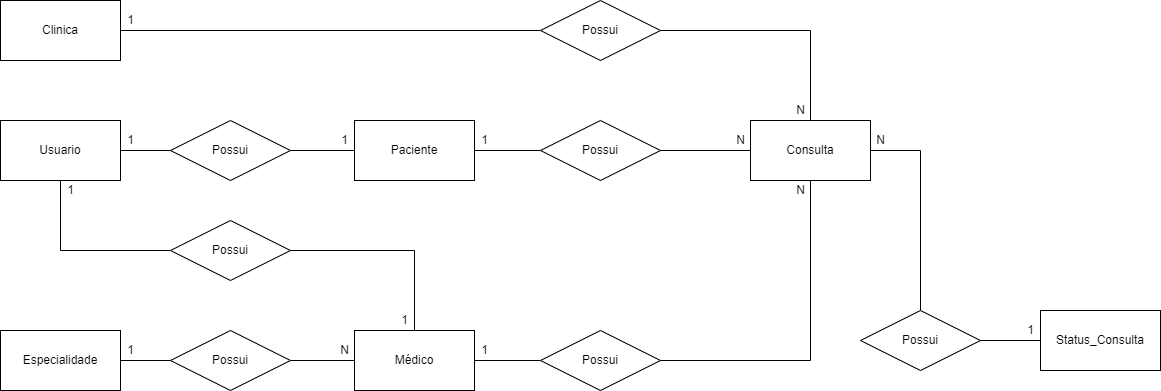 Clinica
1
Possui
N
Usuario
1
Possui
1
Paciente
1
Possui
N
Consulta
N
1
N
Possui
1
Especialidade
1
Possui
N
Médico
1
Possui
Possui
1
Status_Consulta